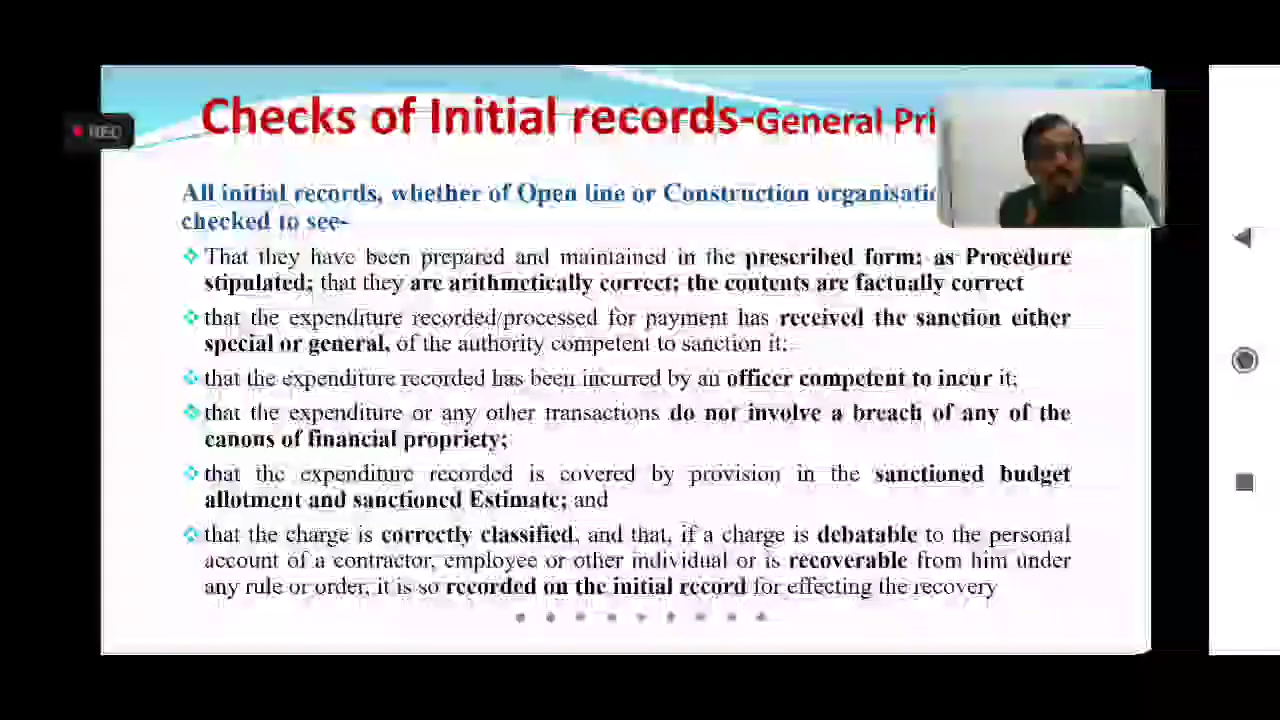 REC
Checks of Initial records-General Pri
All initial records, whether of Open line or Construction organisatio
checked to see-
That they have been prepared and maintained in the prescribed form; as Procedure
stipulated; that they are arithmetically correct; the contents are factually correct
that the expenditure recorded/processed for payment has received the sanction either
special or general, of the authority competent to sanction it;
that the expenditure recorded has been incurred by an officer competent to incur it;
that the expenditure or any other transactions do not involve a breach of any of the
canons of financial propriety;
that the expenditure recorded is covered by provision in the sanctioned budget
allotment and sanctioned Estimate; and
that the charge is correctly classified, and that, if a charge is debatable to the personal
account of a contractor, employee or other individual or is recoverable from him under
any rule or order, it is so recorded on the initial record for effecting the recovery